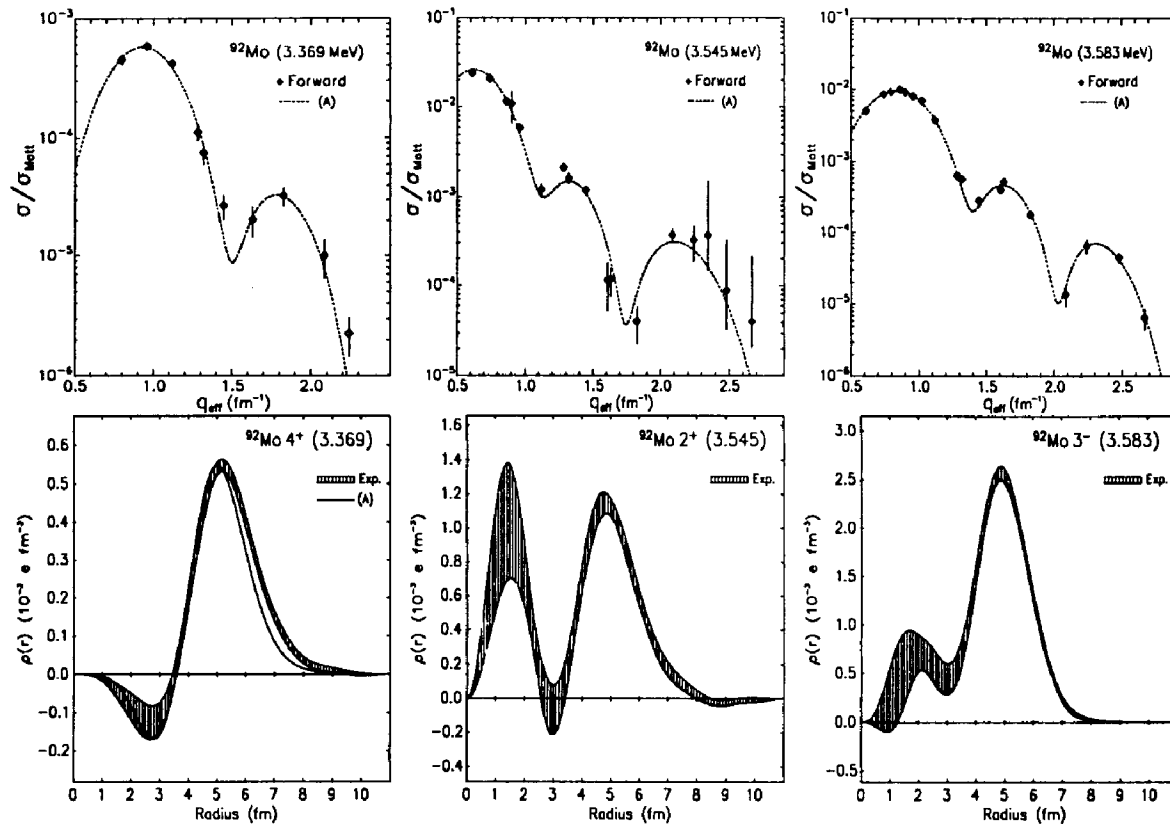 ⁹²Mo (3.369 MeV)
Forward
(A)
σ/σMott
10⁻³
10⁻⁴
10⁻⁵
10⁻⁶
0.5 1.0 1.5 2.0
qeff(fm⁻¹)
⁹²Mo (3.545 MeV)
Forward
(A)
σ/σMott
10⁻¹
10⁻²
10⁻³
10⁻⁴
10⁻⁵
0.5 1.0 1.5 2.0 2.5
qeff(fm⁻¹)
⁹²Mo (3.583 MeV)
Forward
(A)
σ/σMott
10⁻¹
10⁻²
10⁻³
10⁻⁴
10⁻⁵
10⁻⁶
0.5 1.0 1.5 2.0 2.5
qeff(fm⁻¹)
⁹²Mo 4⁺ (3.369)
Exp.
(A)
ρ(r) (10⁻³ e fm⁻³)
0.6
0.5
0.4
0.3
0.2
0.1
0.0
−0.1
−0.2
0 1 2 3 4 5 6 7 8 9 10
Radius (fm)
⁹²Mo 2⁺ (3.545)
Exp.
ρ(r) (10⁻³ e fm⁻³)
1.6
1.4
1.2
1.0
0.8
0.6
0.4
0.2
0.0
−0.2
−0.4
0 1 2 3 4 5 6 7 8 9 10
Radius (fm)
⁹²Mo 3⁻ (3.583)
Exp.
ρ(r) (10⁻³ e fm⁻³)
3.0
2.5
2.0
1.5
1.0
0.5
0.0
−0.5
0 1 2 3 4 5 6 7 8 9 10
Radius (fm)